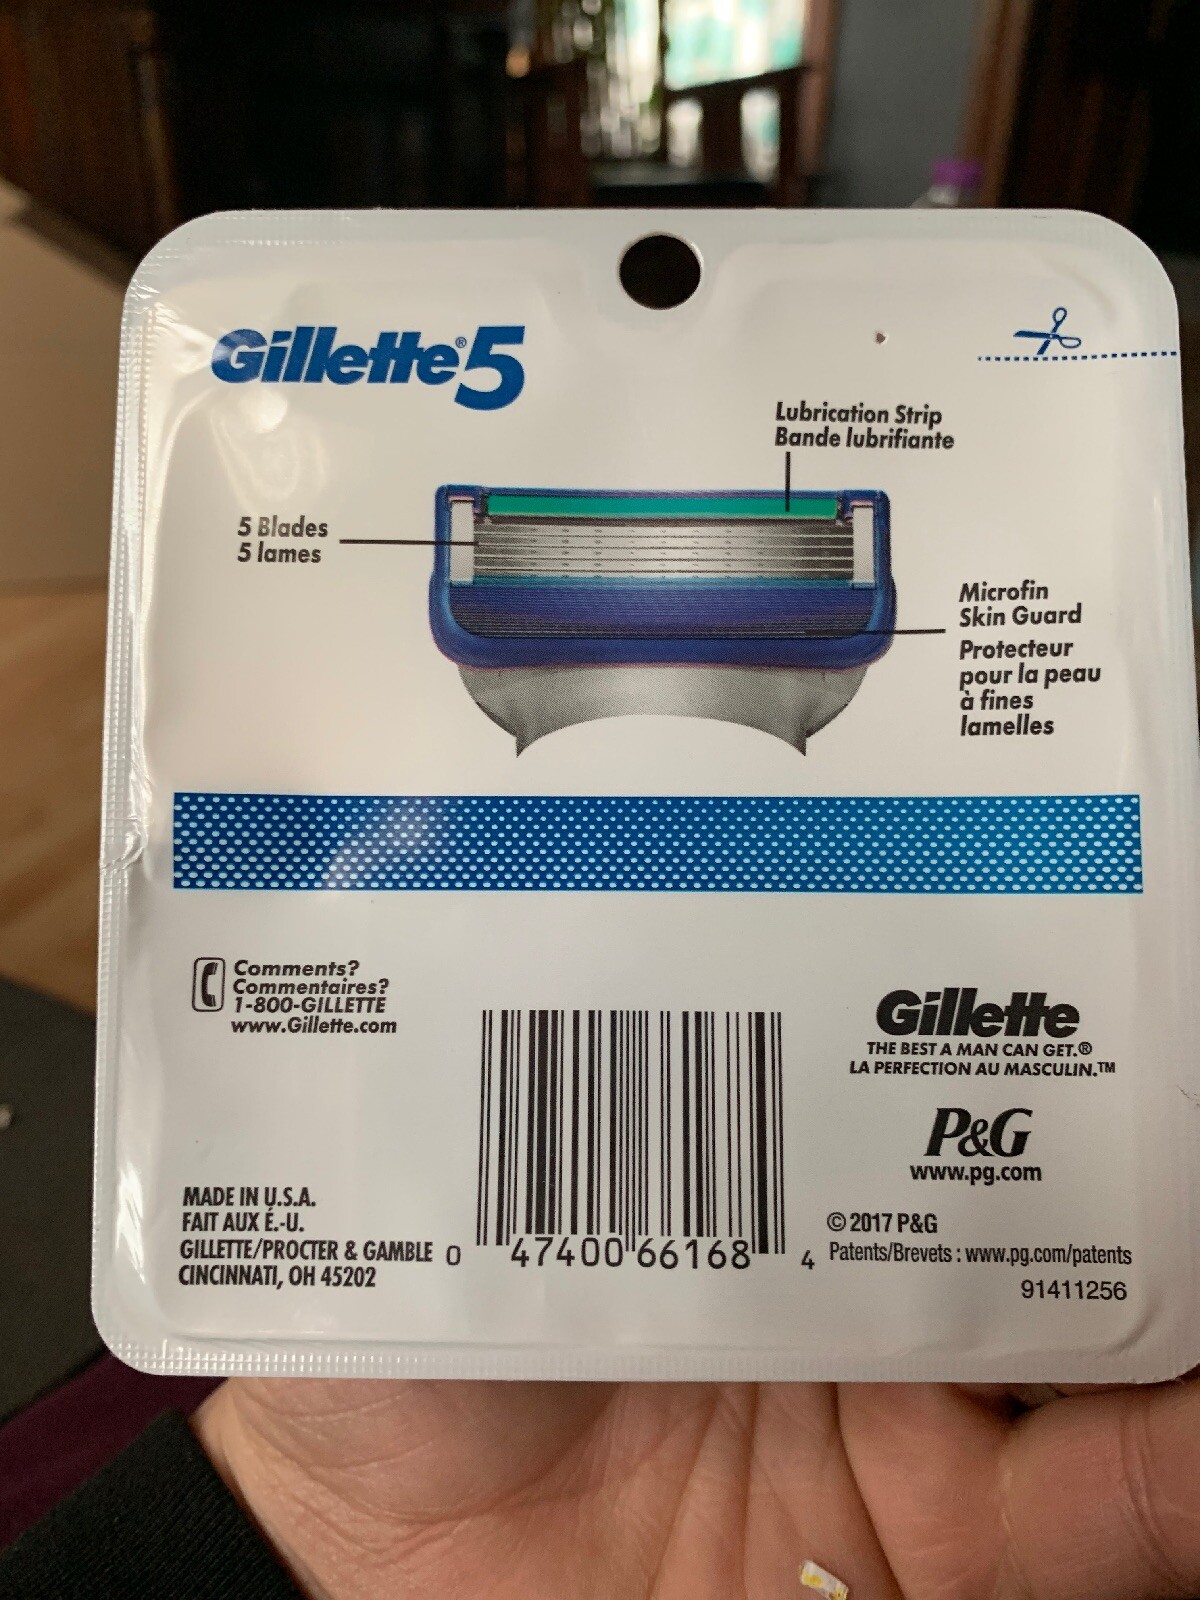 Gillette®5
Lubrication Strip
Bande lubrifiante
5 Blades
5 lames
Microfin
Skin Guard
Protecteur
pour la peau
à fines
lamelles
Comments?
Commentaires?
1-800-GILLETTE
www.Gillette.com
Gillette
THE BEST A MAN CAN GET.®
LA PERFECTION AU MASCULIN.™
P&G
www.pg.com
MADE IN U.S.A.
FAIT AUX É.-U.
GILLETTE/PROCTER & GAMBLE
CINCINNATI, OH 45202
0 47400 66168 4
© 2017 P&G
Patents/Brevets : www.pg.com/patents
91411256